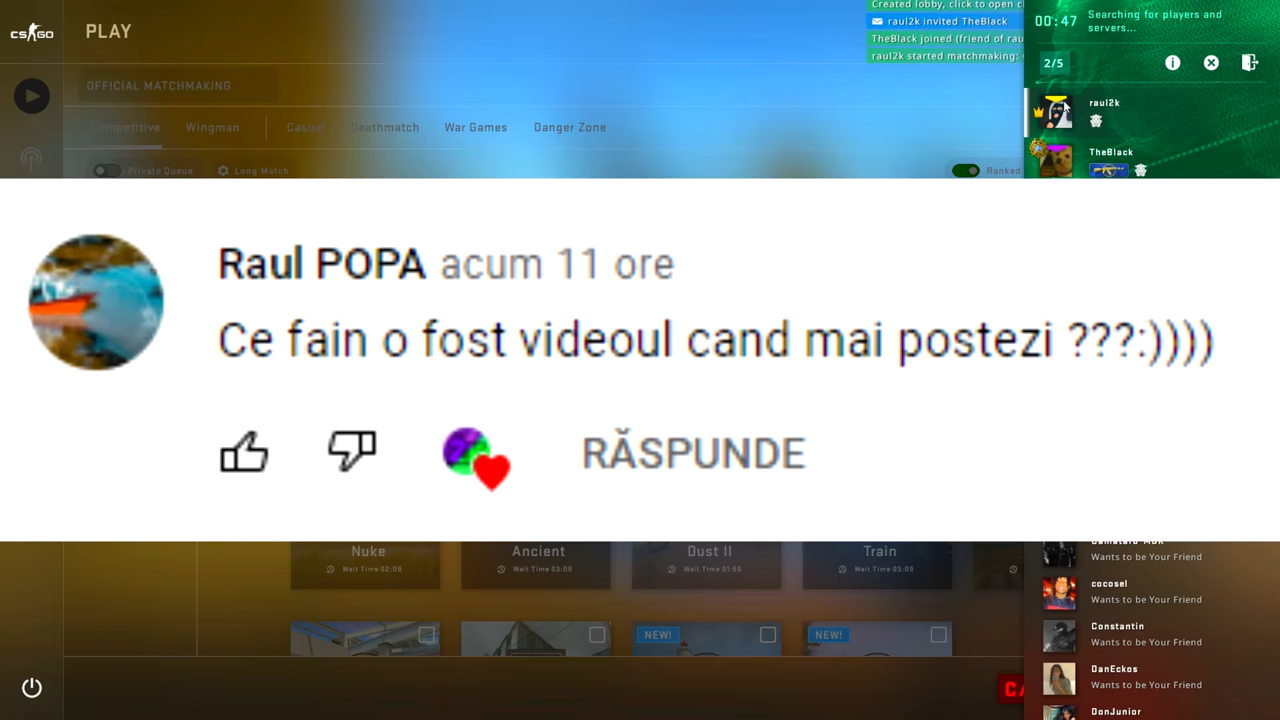 CS GO
PLAY
Created lobby, click to open
raul2k invited TheBlack
TheBlack joined (friend of
raul2k started matchmaking:
00:47
Searching for players and
servers...
2/5
raul2k
TheBlack
OFFICIAL MATCHMAKING
Competitive
Wingman
Casual
Deathmatch
War Games
Danger Zone
Private Queue
Long Match
Ranked
Raul POPA acum 11 ore
Ce fain o fost videoul cand mai postezi ???:))))
RĂSPUNDE
Nuke
Wait Time 02:08
Ancient
Wait Time 03:08
Dust II
Wait Time 01:56
Train
Wait Time 03:09
NEW!
NEW!
Wants to be Your Friend
cocosel
Wants to be Your Friend
Constantin
Wants to be Your Friend
DanEckos
Wants to be Your Friend
DonJunior